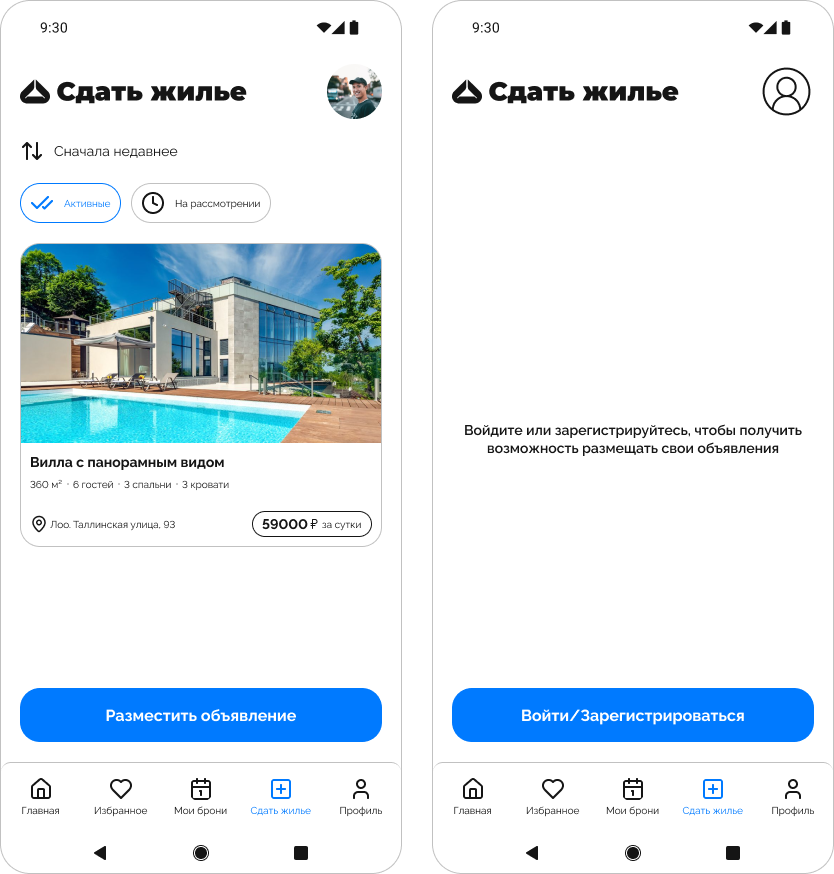 9:30
Сдать жилье
Сначала недавнее
Активные
На рассмотрении
Вилла с панорамным видом
360 м² · 6 гостей · 3 спальни · 3 кровати
Лоо. Таллинская улица, 93
59000 ₽ за сутки
Разместить объявление
Главная
Избранное
1
Мои брони
Сдать жилье
Профиль
9:30
Сдать жилье
Войдите или зарегистрируйтесь, чтобы получить
возможность размещать свои объявления
Войти/Зарегистрироваться
Главная
Избранное
1
Мои брони
Сдать жилье
Профиль